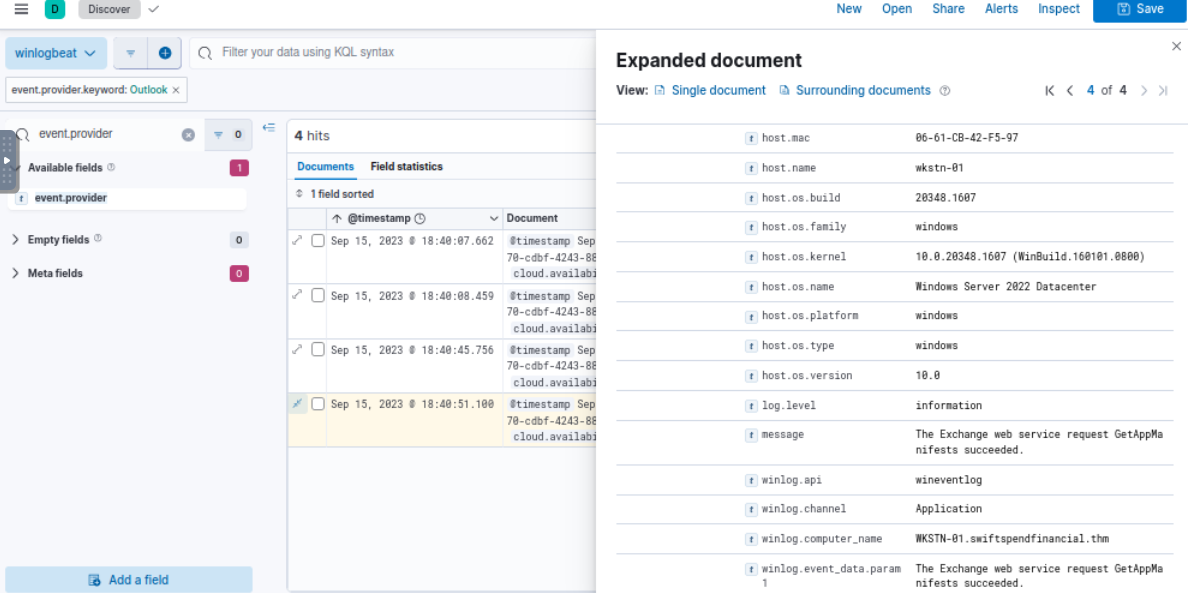 D Discover
New Open Share Alerts Inspect Save
winlogbeat
Filter your data using KQL syntax
event.provider.keyword: Outlook ×
event.provider 0
Available fields 1
t event.provider
Empty fields 0
Meta fields 0
Add a field
4 hits
Documents Field statistics
1 field sorted
@timestamp Document
Sep 15, 2023 @ 18:40:07.662 @timestamp Sep
70-cdbf-4243-88
cloud.availabi
Sep 15, 2023 @ 18:40:08.459 @timestamp Sep
70-cdbf-4243-88
cloud.availabi
Sep 15, 2023 @ 18:40:45.756 @timestamp Sep
70-cdbf-4243-88
cloud.availabi
Sep 15, 2023 @ 18:40:51.100 @timestamp Sep
70-cdbf-4243-88
cloud.availabi
Expanded document
View: Single document Surrounding documents 4 of 4
t host.mac 06-61-CB-42-F5-97
t host.name wkstn-01
t host.os.build 20348.1607
t host.os.family windows
t host.os.kernel 10.0.20348.1607 (WinBuild.160101.0800)
t host.os.name Windows Server 2022 Datacenter
t host.os.platform windows
t host.os.type windows
t host.os.version 10.0
t log.level information
t message The Exchange web service request GetAppMa
nifests succeeded.
t winlog.api wineventlog
t winlog.channel Application
t winlog.computer_name WKSTN-01.swiftspendfinancial.thm
t winlog.event_data.param The Exchange web service request GetAppMa
1 nifests succeeded.